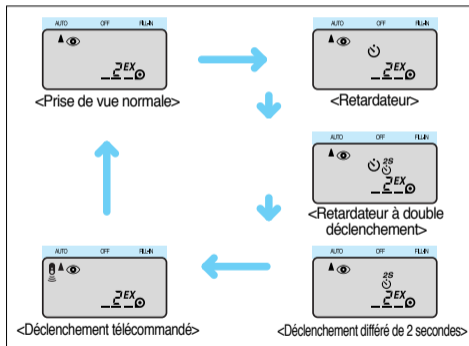 AUTO OFF FILL-IN
2EX
<Prise de vue normale>
AUTO OFF FILL-IN
2EX
<Retardateur>
AUTO OFF FILL-IN
2S
2EX
<Retardateur à double
déclenchement>
AUTO OFF FILL-IN
2S
2EX
<Déclenchement différé de 2 secondes>
AUTO OFF FILL-IN
2EX
<Déclenchement télécommandé>